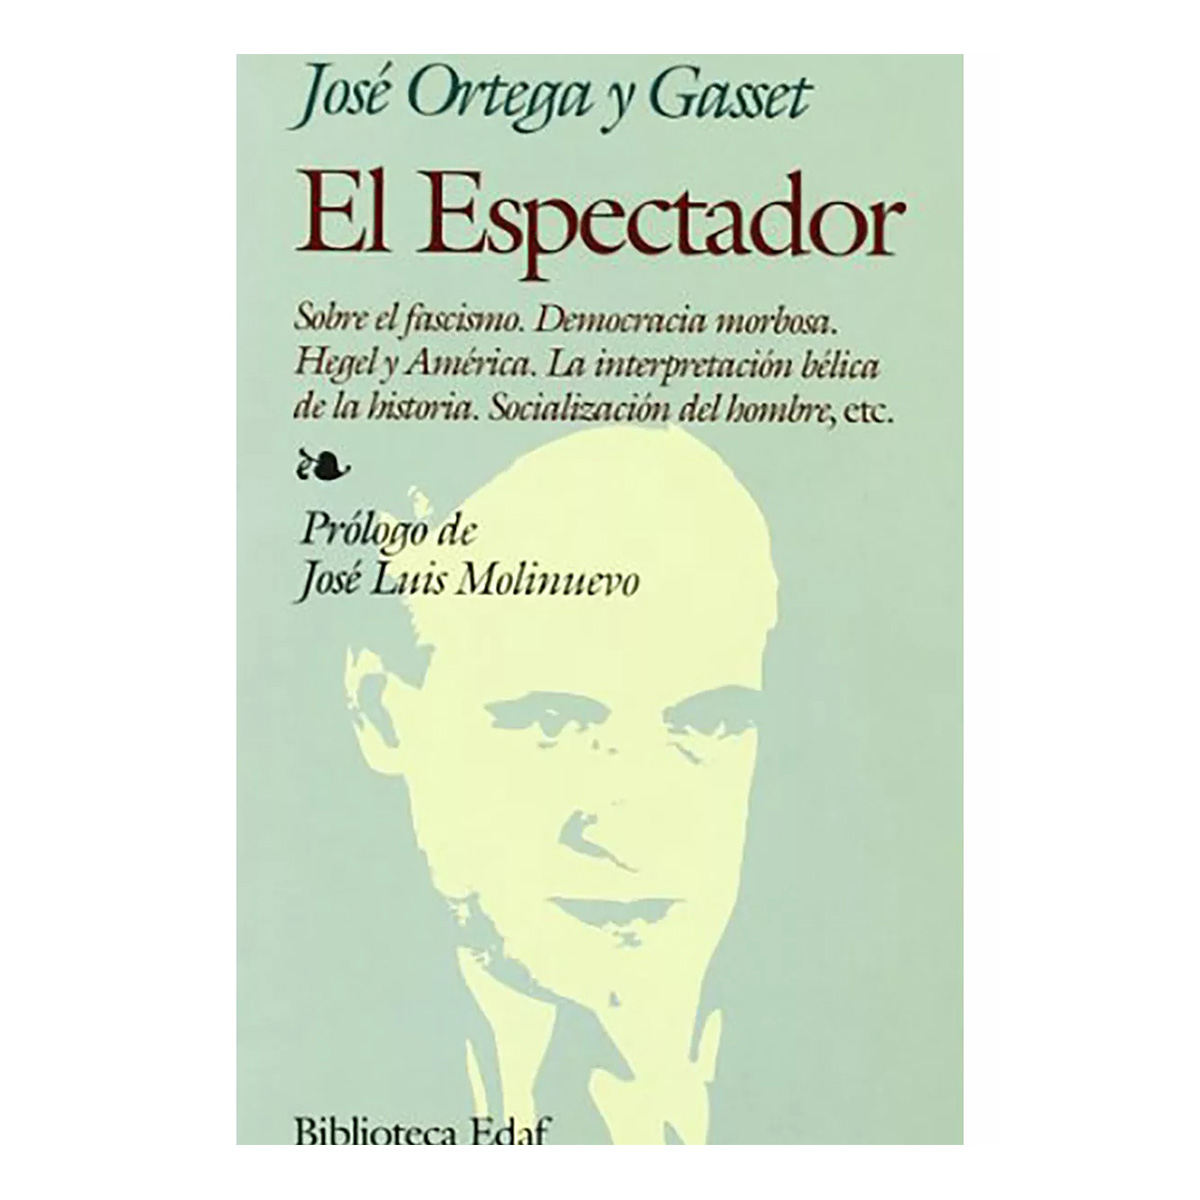 José Ortega y Gasset
El Espectador
Sobre el fascismo. Democracia morbosa.
Hegel y América. La interpretación bélica
de la historia. Socialización del hombre, etc.
Prólogo de
José Luis Molinuevo
Biblioteca Edaf